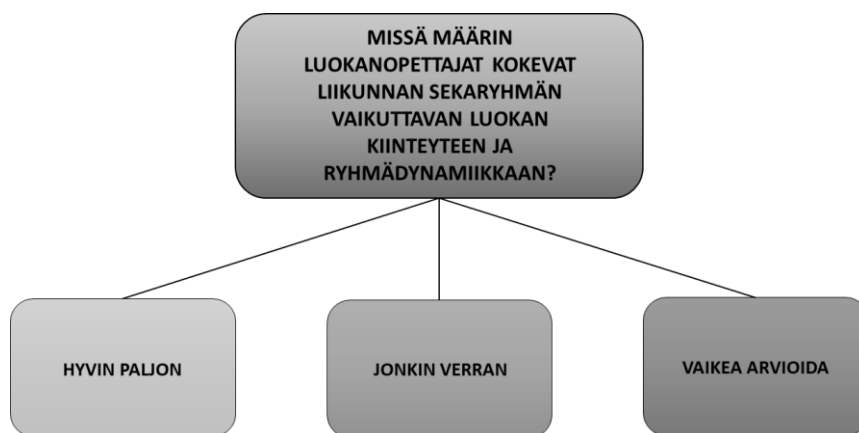 MISSÄ MÄÄRIN
LUOKANOPETTAJAT KOKEVAT
LIIKUNNAN SEKARYHMÄN
VAIKUTTAVAN LUOKAN
KIINTEYTEEN JA
RYHMÄDYNAMIIKKAAN?
HYVIN PALJON
JONKIN VERRAN
VAIKEA ARVIOIDA